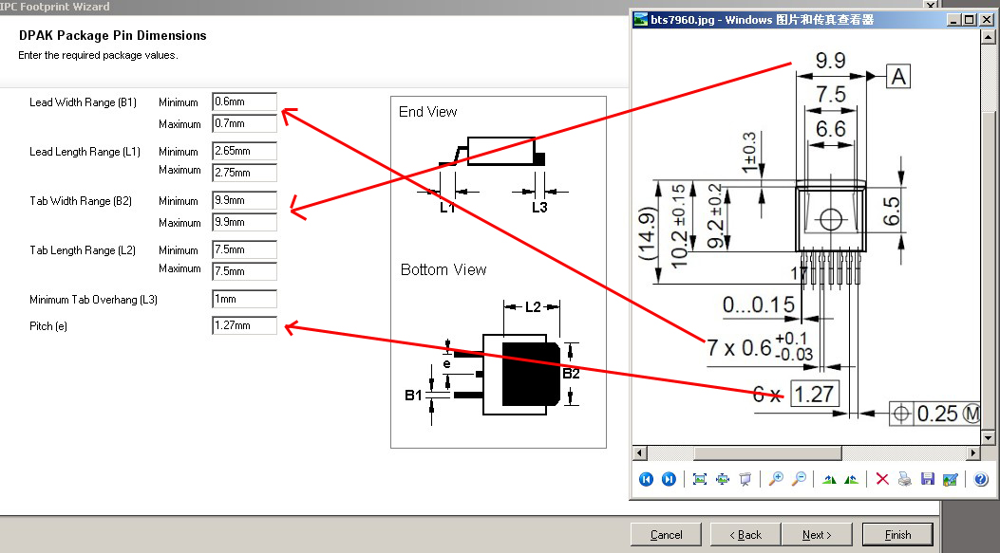 IPC Footprint Wizard
DPAK Package Pin Dimensions
Enter the required package values.
Lead Width Range (B1) Minimum 0.6mm
Maximum 0.7mm
Lead Length Range (L1) Minimum 2.65mm
Maximum 2.75mm
Tab Width Range (B2) Minimum 9.9mm
Maximum 9.9mm
Tab Length Range (L2) Minimum 7.5mm
Maximum 7.5mm
Minimum Tab Overhang (L3) 1mm
Pitch (e) 1.27mm
End View
L1 L3
Bottom View
L2
e
B2
B1
bts7960.jpg - Windows 图片和传真查看器
9.9
A
7.5
6.6
1±0.3
(14.9)
10.2 ±0.15
9.2 ±0.2
6.5
1 7
0...0.15
7 x 0.6 +0.1 -0.03
6 x 1.27
0.25 Ⓜ
Cancel < Back Next > Finish